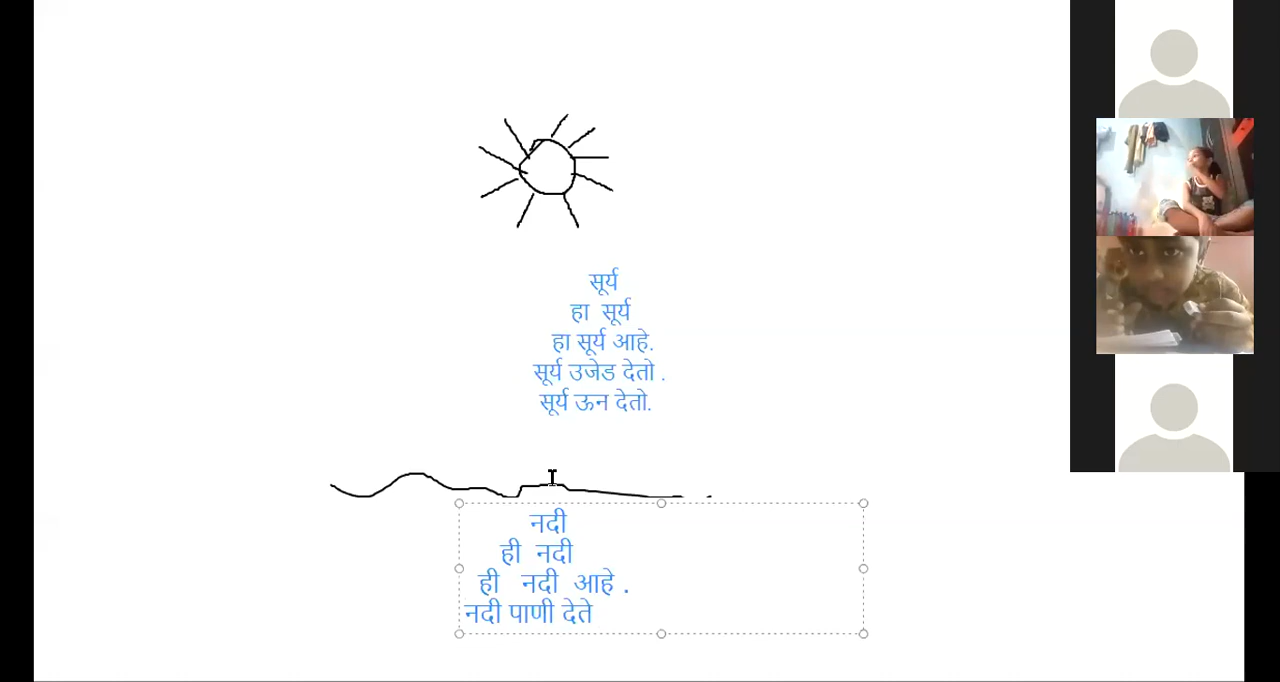 सूर्य
हा सूर्य
हा सूर्य आहे.
सूर्य उजेड देतो .
सूर्य ऊन देतो.
नदी
ही नदी
ही नदी आहे .
नदी पाणी देते